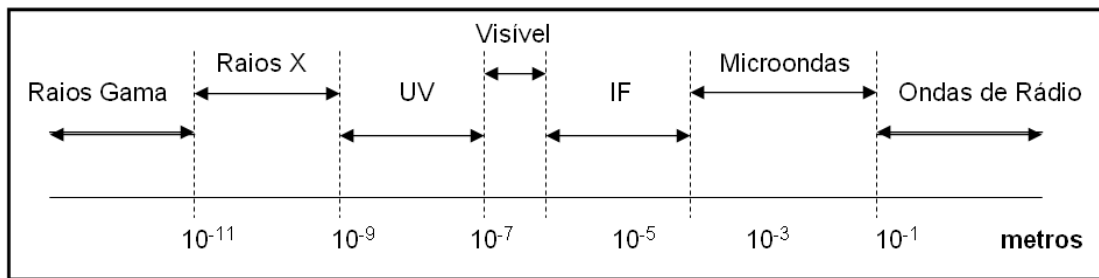 Visível
Raios X
Microondas
Raios Gama
UV
IF
Ondas de Rádio
10⁻¹¹ 10⁻⁹ 10⁻⁷ 10⁻⁵ 10⁻³ 10⁻¹ metros